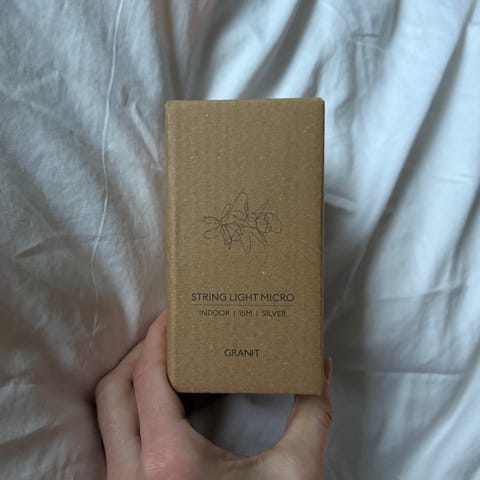 STRING LIGHT MICRO
INDOOR | 15M | SILVER
GRANIT